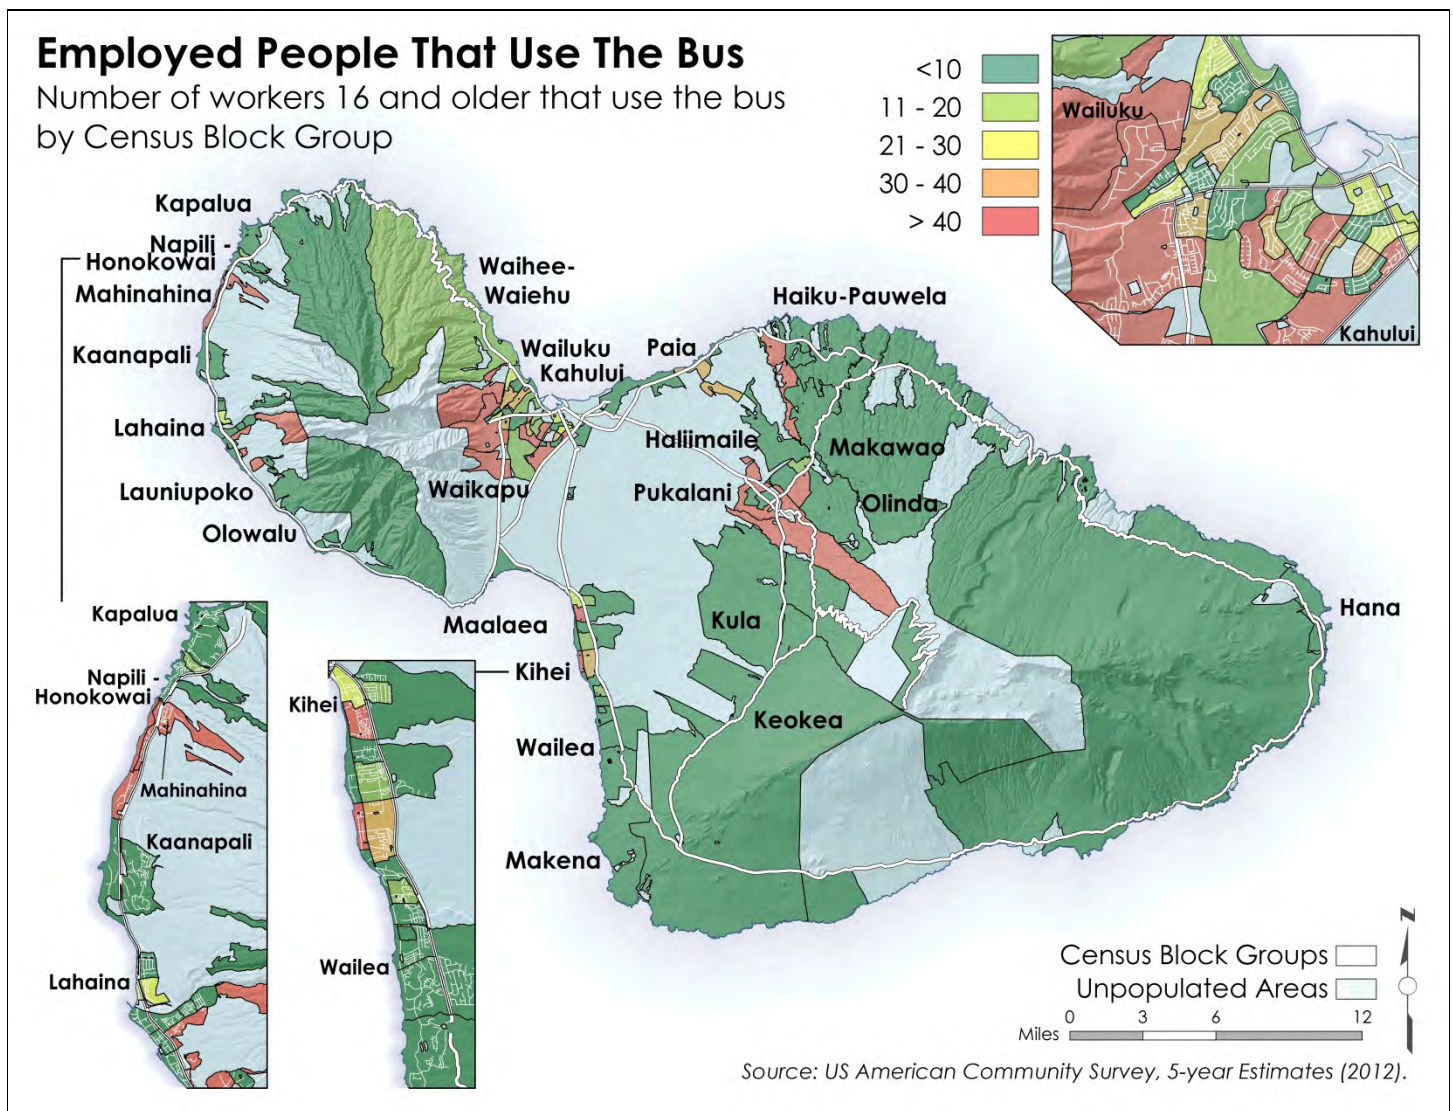 Employed People That Use The Bus
Number of workers 16 and older that use the bus
by Census Block Group
<10
11 - 20
21 - 30
30 - 40
> 40
Wailuku
Kahului
Kapalua
Napili -
Honokowai
Mahinahina
Kaanapali
Lahaina
Launiupoko
Olowalu
Waihee-
Waiehu
Wailuku
Kahului
Waikapu
Maalaea
Paia
Haiku-Pauwela
Haliimaile
Makawao
Pukalani
Olinda
Kula
Keokea
Hana
Kihei
Wailea
Makena
Kapalua
Napili -
Honokowai
Mahinahina
Kaanapali
Lahaina
Kihei
Wailea
Census Block Groups
Unpopulated Areas
N
0 3 6 12
Miles
Source: US American Community Survey, 5-year Estimates (2012).